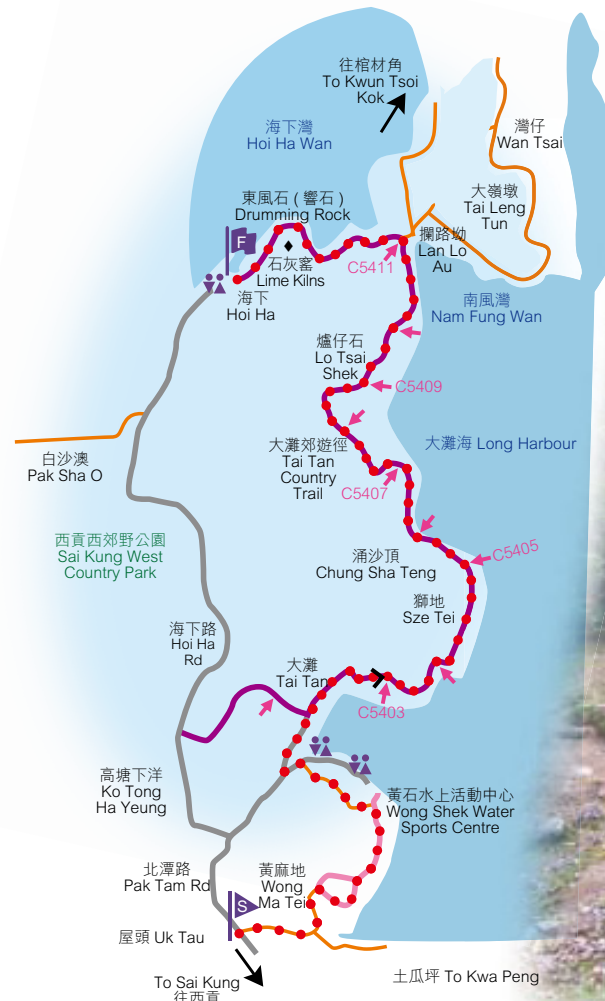 往棺材角
To Kwun Tsoi
Kok
海下灣
Hoi Ha Wan
灣仔
Wan Tsai
大嶺墩
Tai Leng
Tun
東風石 ( 響石 )
Drumming Rock
F
石灰窰
Lime Kilns
C5411
攔路坳
Lan Lo
Au
海下
Hoi Ha
南風灣
Nam Fung Wan
爐仔石
Lo Tsai
Shek
C5409
白沙澳
Pak Sha O
大灘郊遊徑
Tai Tan
Country
Trail
大灘海 Long Harbour
C5407
西貢西郊野公園
Sai Kung West
Country Park
涌沙頂
Chung Sha Teng
C5405
獅地
Sze Tei
海下路
Hoi Ha
Rd
大灘
Tai Tan
C5403
高塘下洋
Ko Tong
Ha Yeung
黃石水上活動中心
Wong Shek Water
Sports Centre
北潭路
Pak Tam Rd
黃麻地
Wong
Ma Tei
S
屋頭 Uk Tau
To Sai Kung
往西貢
土瓜坪 To Kwa Peng